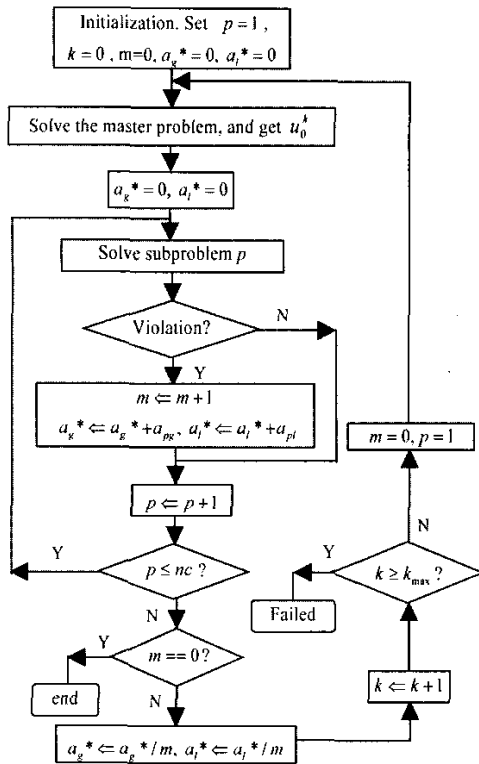 Initialization. Set p = 1,
k = 0, m=0, a_g* = 0, a_l* = 0
Solve the master problem, and get u_0^k
a_g* = 0, a_l* = 0
Solve subproblem p
Violation?
N
Y
m ⇐ m+1
a_g* ⇐ a_g* + a_pg, a_l* ⇐ a_l* + a_pl
m = 0, p = 1
p ⇐ p+1
N
Y
p ≤ nc ?
Y
k ≥ k_max ?
Failed
N
Y
m == 0 ?
end
N
k ⇐ k+1
a_g* ⇐ a_g* / m, a_l* ⇐ a_l* / m